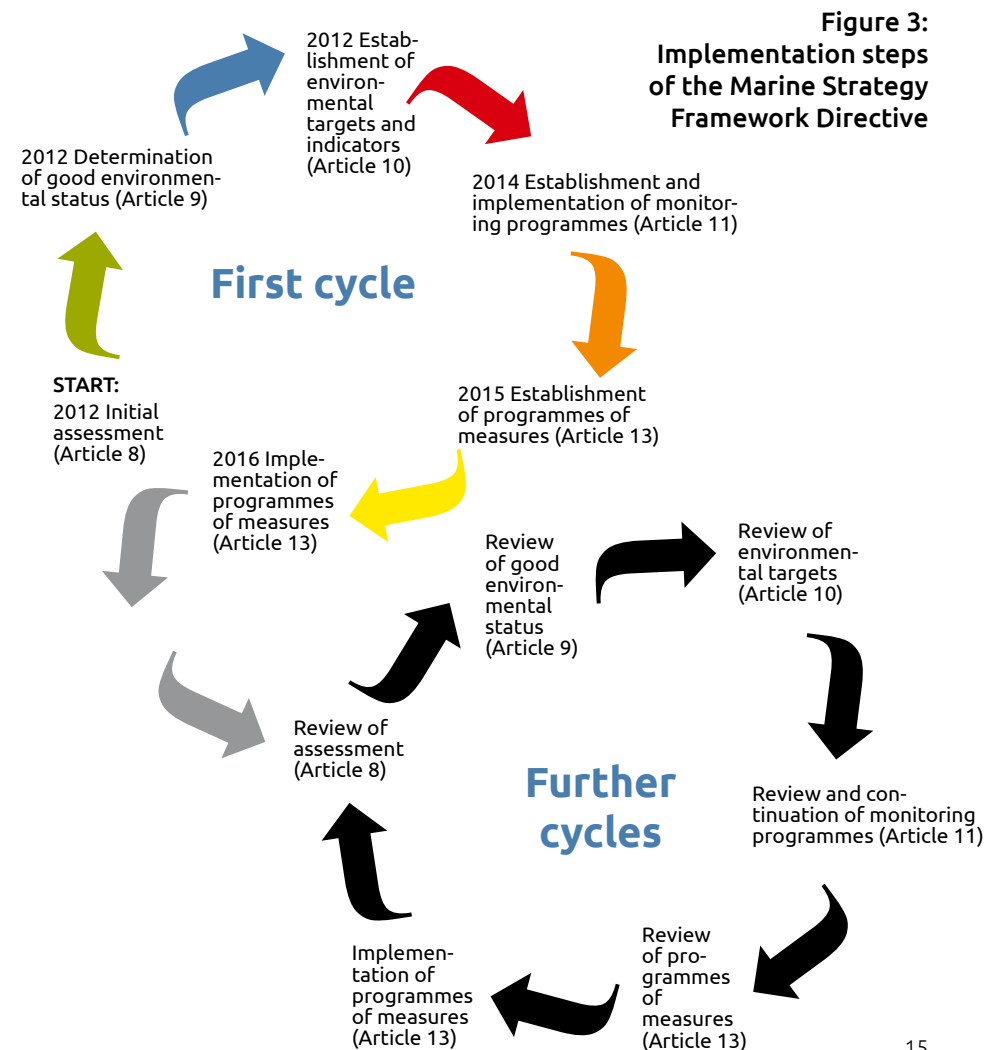 Figure 3:
Implementation steps
of the Marine Strategy
Framework Directive
2012 Estab-
lishment of
environ-
mental
targets and
indicators
(Article 10)
2012 Determination
of good environmen-
tal status (Article 9)
2014 Establishment and
implementation of monitor-
ing programmes (Article 11)
First cycle
START:
2012 Initial
assessment
(Article 8)
2015 Establishment
of programmes of
measures (Article 13)
2016 Imple-
mentation of
programmes
of measures
(Article 13)
Review
of good
environ-
mental
status
(Article 9)
Review of
environmen-
tal targets
(Article 10)
Review of
assessment
(Article 8)
Further
cycles
Review and con-
tinuation of monitoring
programmes (Article 11)
Review
of pro-
grammes
of
measures
(Article 13)
Implemen-
tation of
programmes
of measures
(Article 13)
15